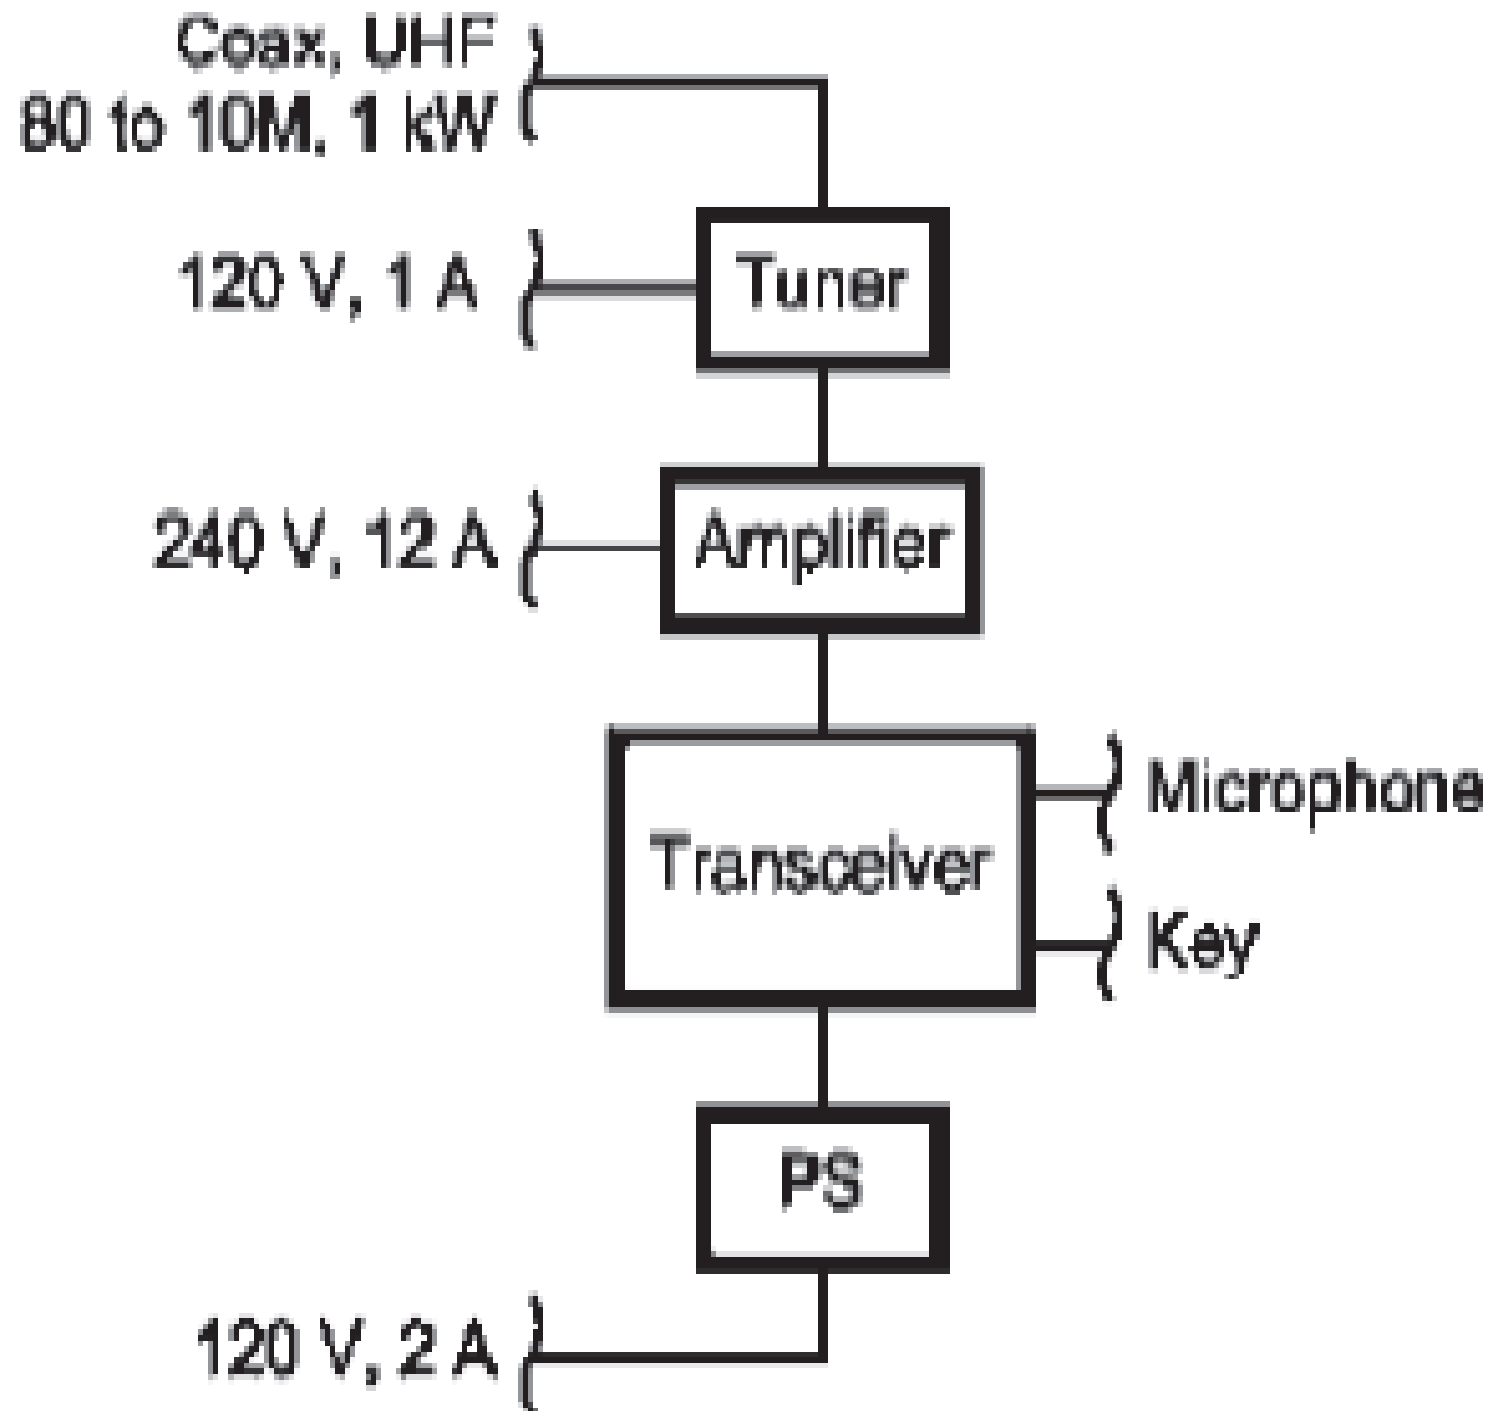 Coax, UHF
80 to 10M, 1 kW
120 V, 1 A
Tuner
240 V, 12 A
Amplifier
Microphone
Transceiver
Key
PS
120 V, 2 A